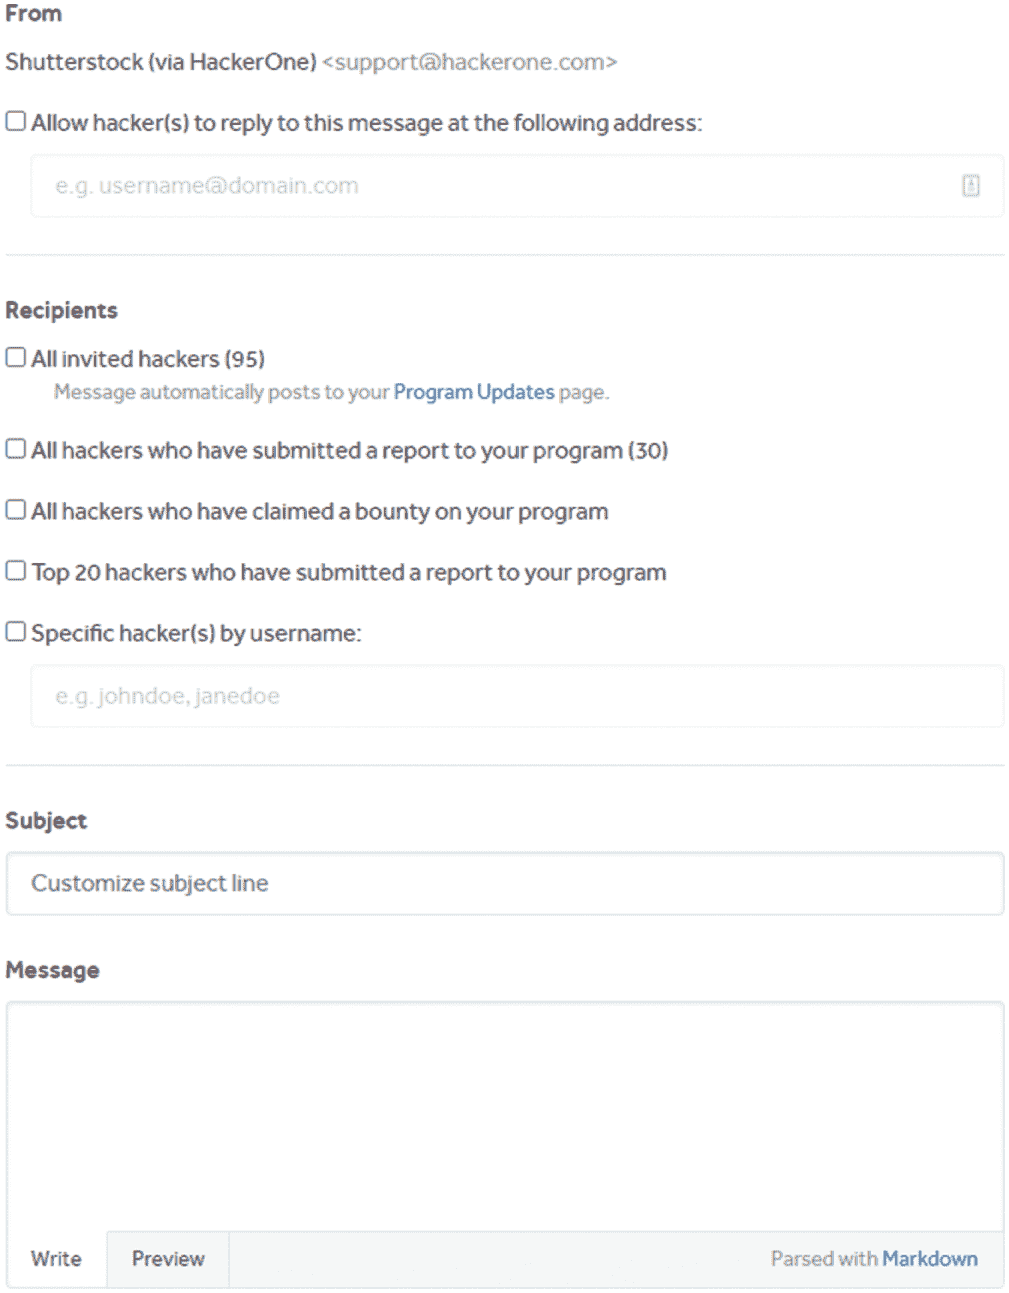 From
Shutterstock (via HackerOne) <support@hackerone.com>
Allow hacker(s) to reply to this message at the following address:
e.g. username@domain.com
Recipients
All invited hackers (95)
Message automatically posts to your Program Updates page.
All hackers who have submitted a report to your program (30)
All hackers who have claimed a bounty on your program
Top 20 hackers who have submitted a report to your program
Specific hacker(s) by username:
e.g. johndoe, janedoe
Subject
Customize subject line
Message
Write Preview Parsed with Markdown